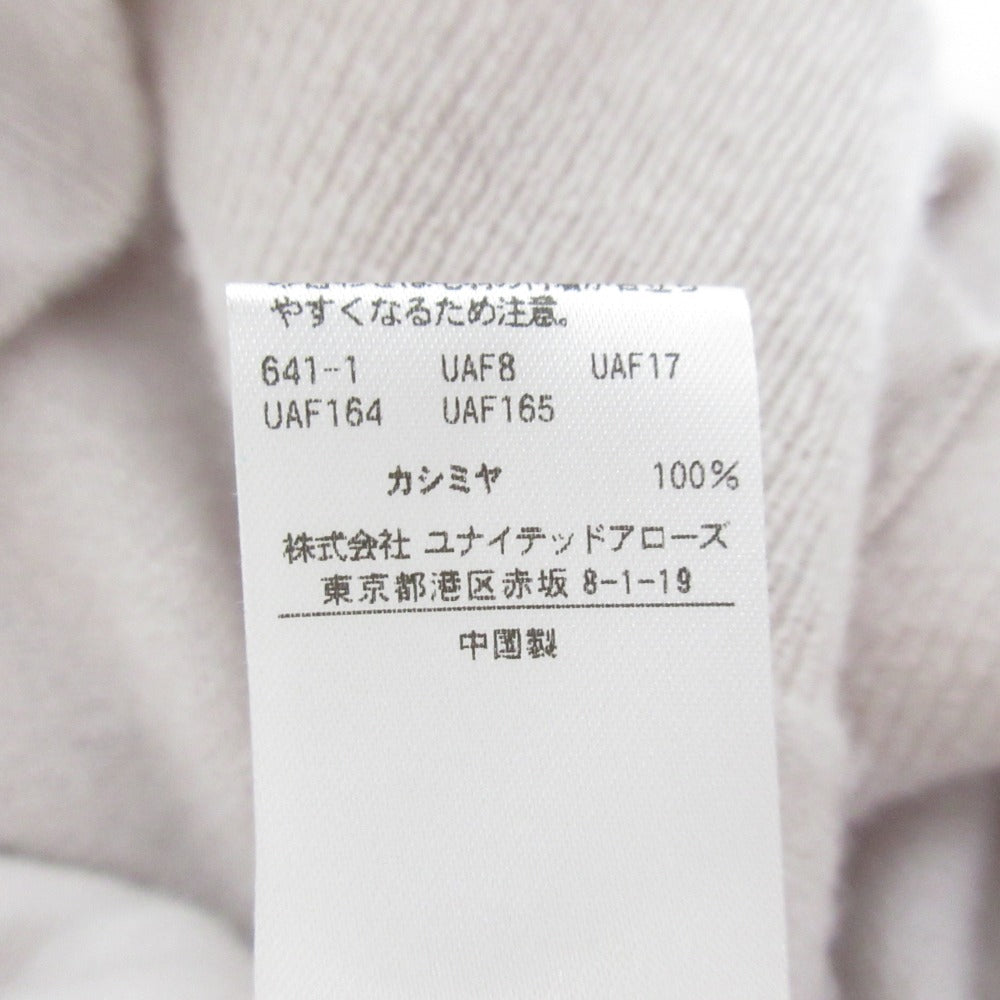 やすくなるため注意。
641-1 UAF8 UAF17
UAF164 UAF165
カシミヤ 100%
株式会社 ユナイテッドアローズ
東京都港区赤坂 8-1-19
中国製